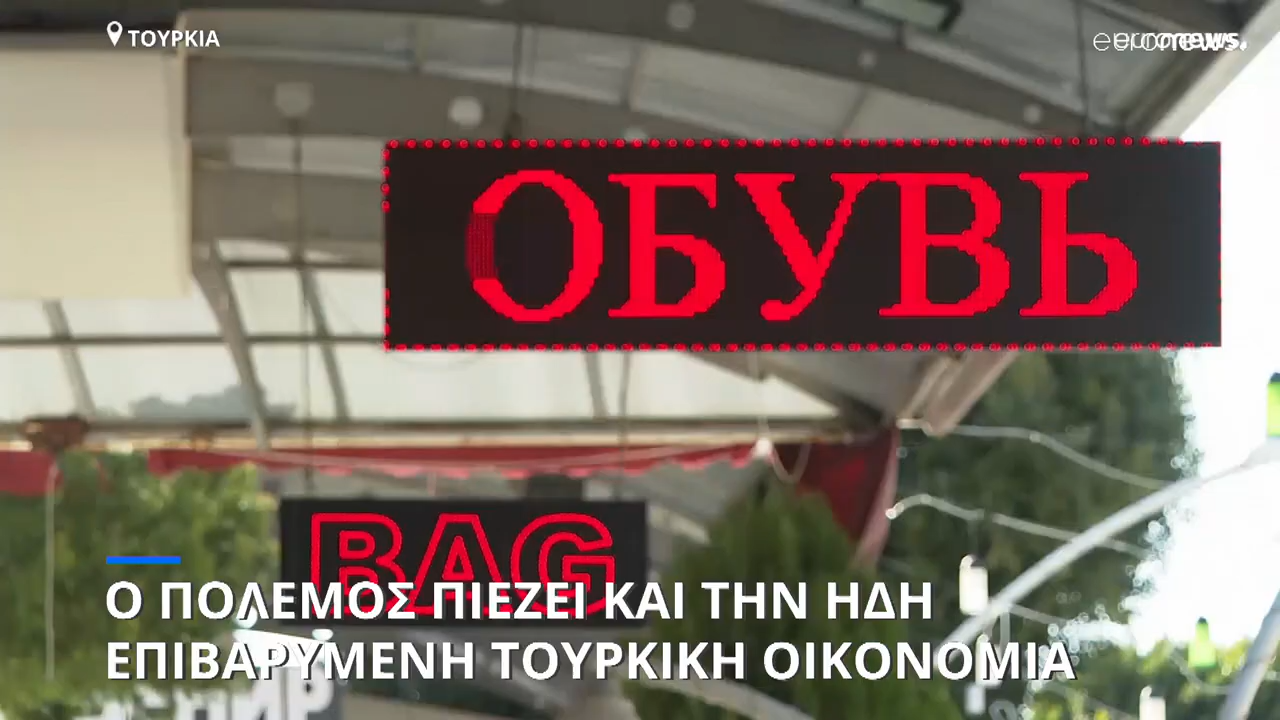 ΤΟΥΡΚΙΑ
euronews.
ОБУВЬ
BAG
Ο ΠΟΛΕΜΟΣ ΠΙΕΖΕΙ ΚΑΙ ΤΗΝ ΗΔΗ
ΕΠΙΒΑΡΥΜΕΝΗ ΤΟΥΡΚΙΚΗ ΟΙΚΟΝΟΜΙΑ